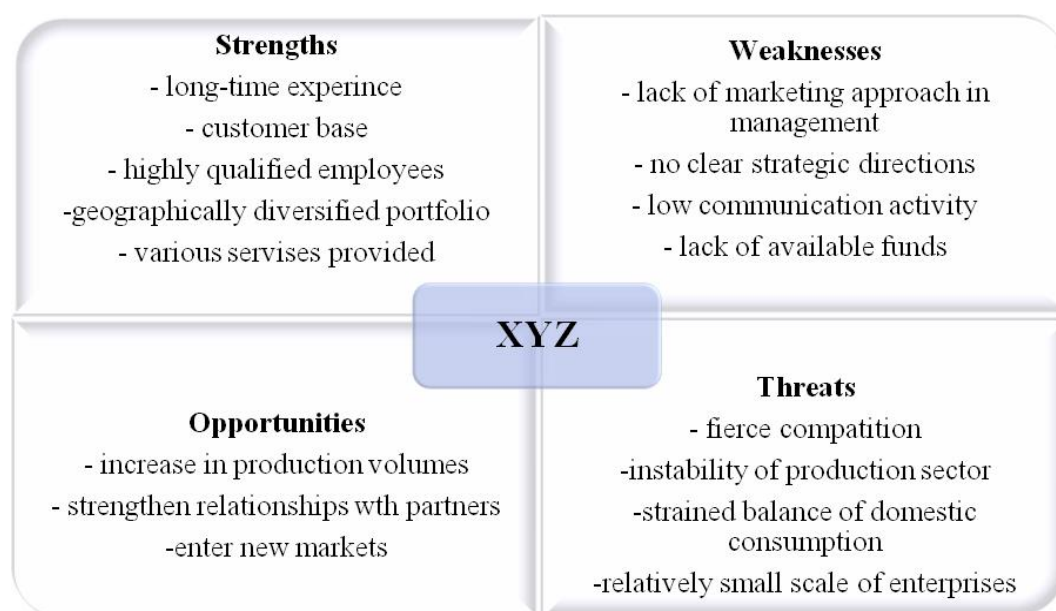 Strengths
- long-time experince
- customer base
- highly qualified employees
-geographically diversified portfolio
- various servises provided
Weaknesses
- lack of marketing approach in
management
- no clear strategic directions
- low communication activity
- lack of available funds
XYZ
Opportunities
- increase in production volumes
- strengthen relationships wth partners
-enter new markets
Threats
- fierce compatition
-instability of production sector
-strained balance of domestic
consumption
-relatively small scale of enterprises